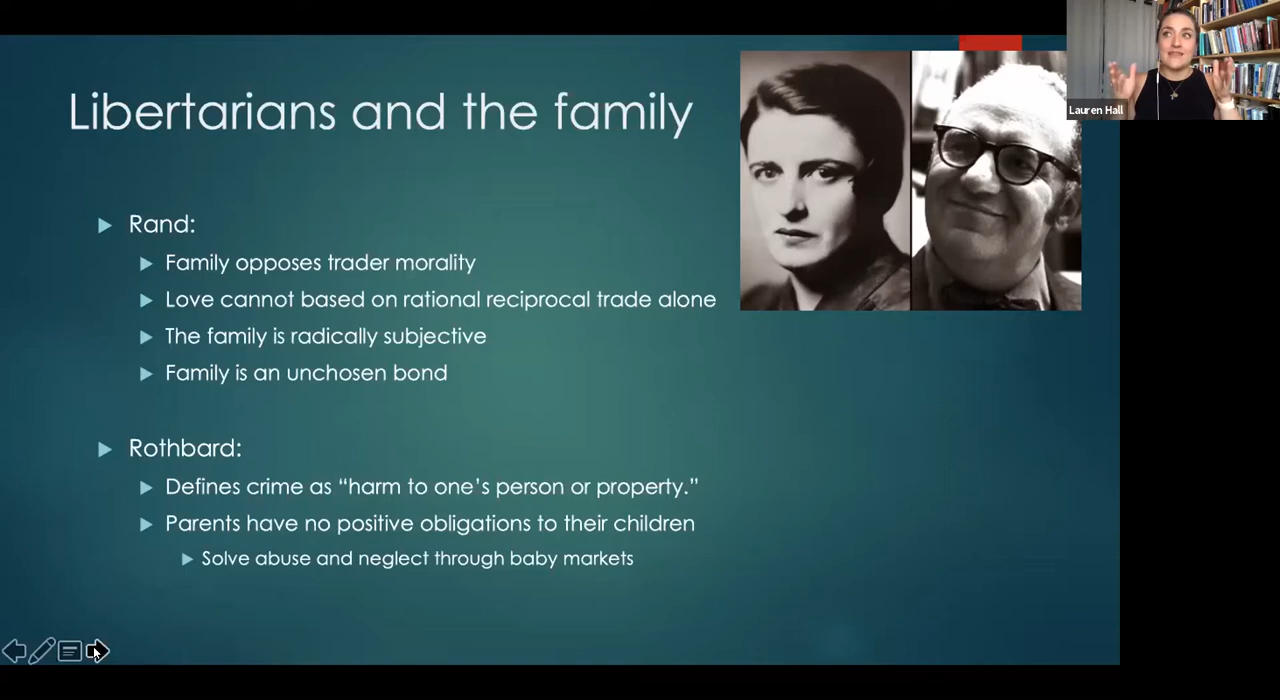 Lauren Hall
Libertarians and the family
Rand:
Family opposes trader morality
Love cannot based on rational reciprocal trade alone
The family is radically subjective
Family is an unchosen bond
Rothbard:
Defines crime as “harm to one’s person or property.”
Parents have no positive obligations to their children
Solve abuse and neglect through baby markets